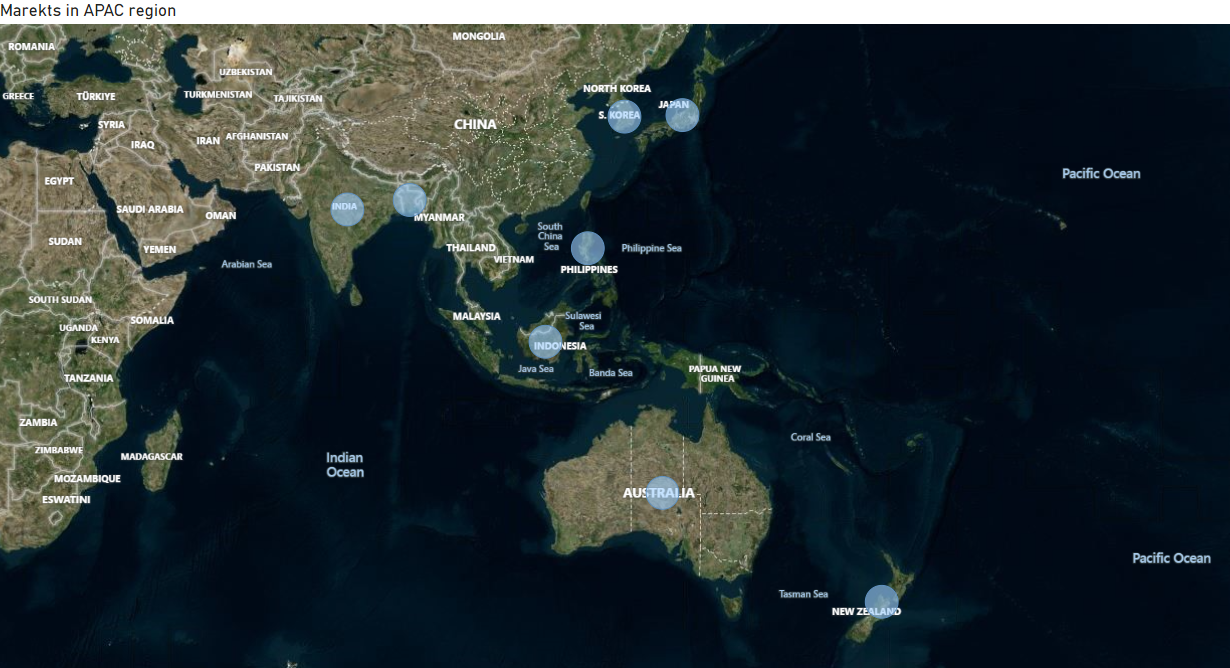 Marekts in APAC region
MONGOLIA
ROMANIA
UZBEKISTAN
NORTH KOREA
GREECE
TÜRKIYE
TURKMENISTAN
TAJIKISTAN
JAPAN
S. KOREA
SYRIA
CHINA
IRAQ
IRAN
AFGHANISTAN
PAKISTAN
Pacific Ocean
EGYPT
SAUDI ARABIA
OMAN
INDIA
MYANMAR
SUDAN
YEMEN
THAILAND
VIETNAM
South
China
Sea
Philippine Sea
Arabian Sea
PHILIPPINES
SOUTH SUDAN
SOMALIA
UGANDA
KENYA
MALAYSIA
Sulawesi
Sea
INDONESIA
Java Sea
Banda Sea
PAPUA NEW
GUINEA
TANZANIA
ZAMBIA
Coral Sea
ZIMBABWE
MADAGASCAR
Indian
Ocean
MOZAMBIQUE
ESWATINI
AUSTRALIA
Pacific Ocean
Tasman Sea
NEW ZEALAND